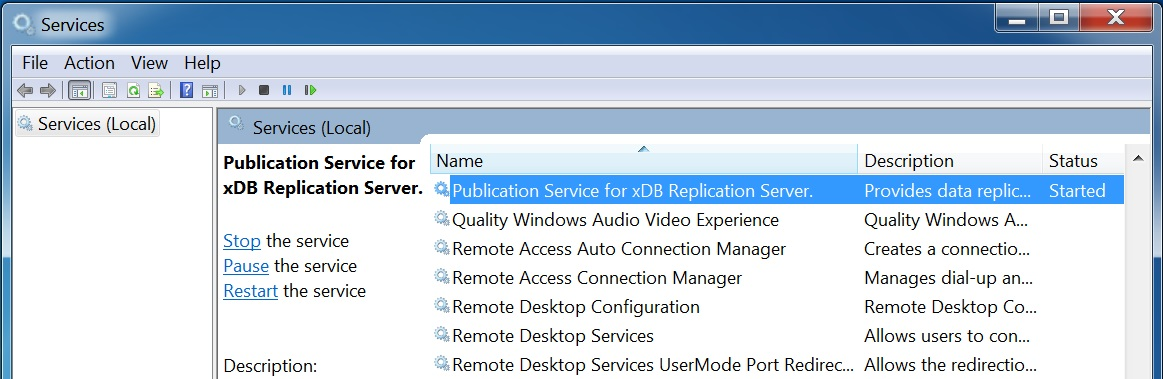 Services
File Action View Help
Services (Local)
Services (Local)
Publication Service for
xDB Replication Server.
Stop the service
Pause the service
Restart the service
Description:
Name Description Status
Publication Service for xDB Replication Server. Provides data replic... Started
Quality Windows Audio Video Experience Quality Windows A...
Remote Access Auto Connection Manager Creates a connectio...
Remote Access Connection Manager Manages dial-up an...
Remote Desktop Configuration Remote Desktop Co...
Remote Desktop Services Allows users to con...
Remote Desktop Services UserMode Port Redirec... Allows the redirectio...